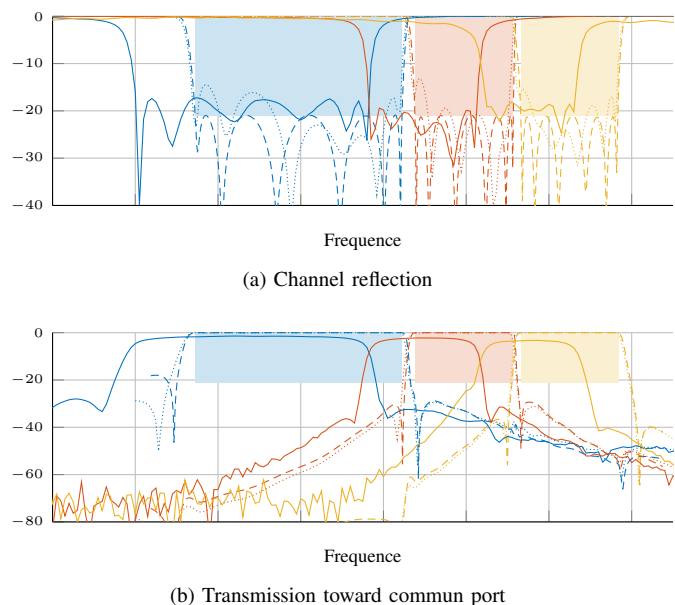 0
−10
−20
−30
−40
Frequence
(a) Channel reflection
0
−20
−40
−60
−80
Frequence
(b) Transmission toward commun port